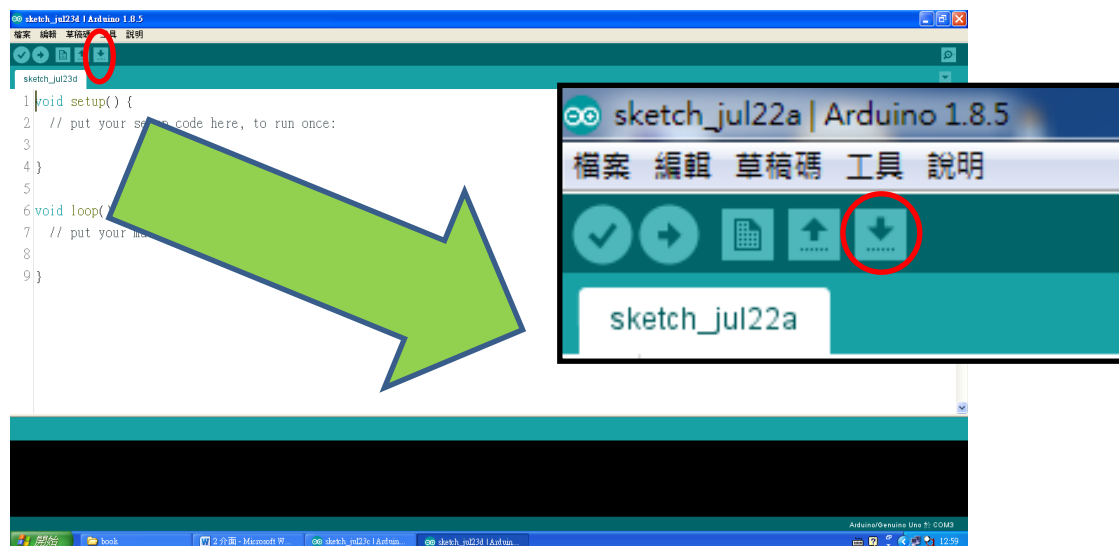 sketch_jul23d | Arduino 1.8.5
檔案 編輯 草稿碼 工具 說明
sketch_jul23d
1 void setup() {
2 // put your setup code here, to run once:
3
4 }
5
6 void loop()
7 // put your
8
9 }
sketch_jul22a | Arduino 1.8.5
檔案 編輯 草稿碼 工具 說明
sketch_jul22a
Arduino/Genuino Uno 於 COM3
開始 book 2 介面 - Microsoft W... sketch_jul23c | Arduin... sketch_jul23d | Arduin... 12:59